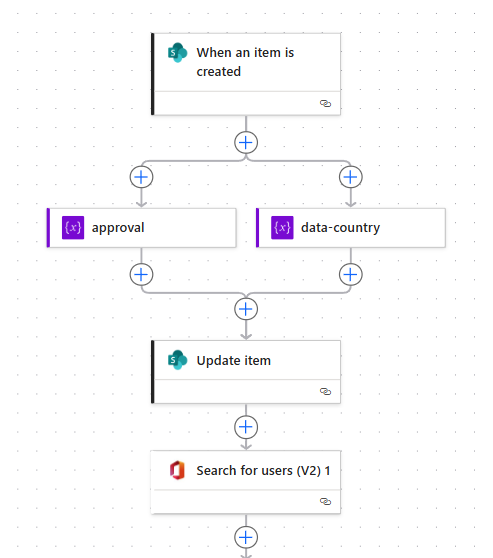 When an item is
created
{x} approval
{x} data-country
Update item
Search for users (V2) 1